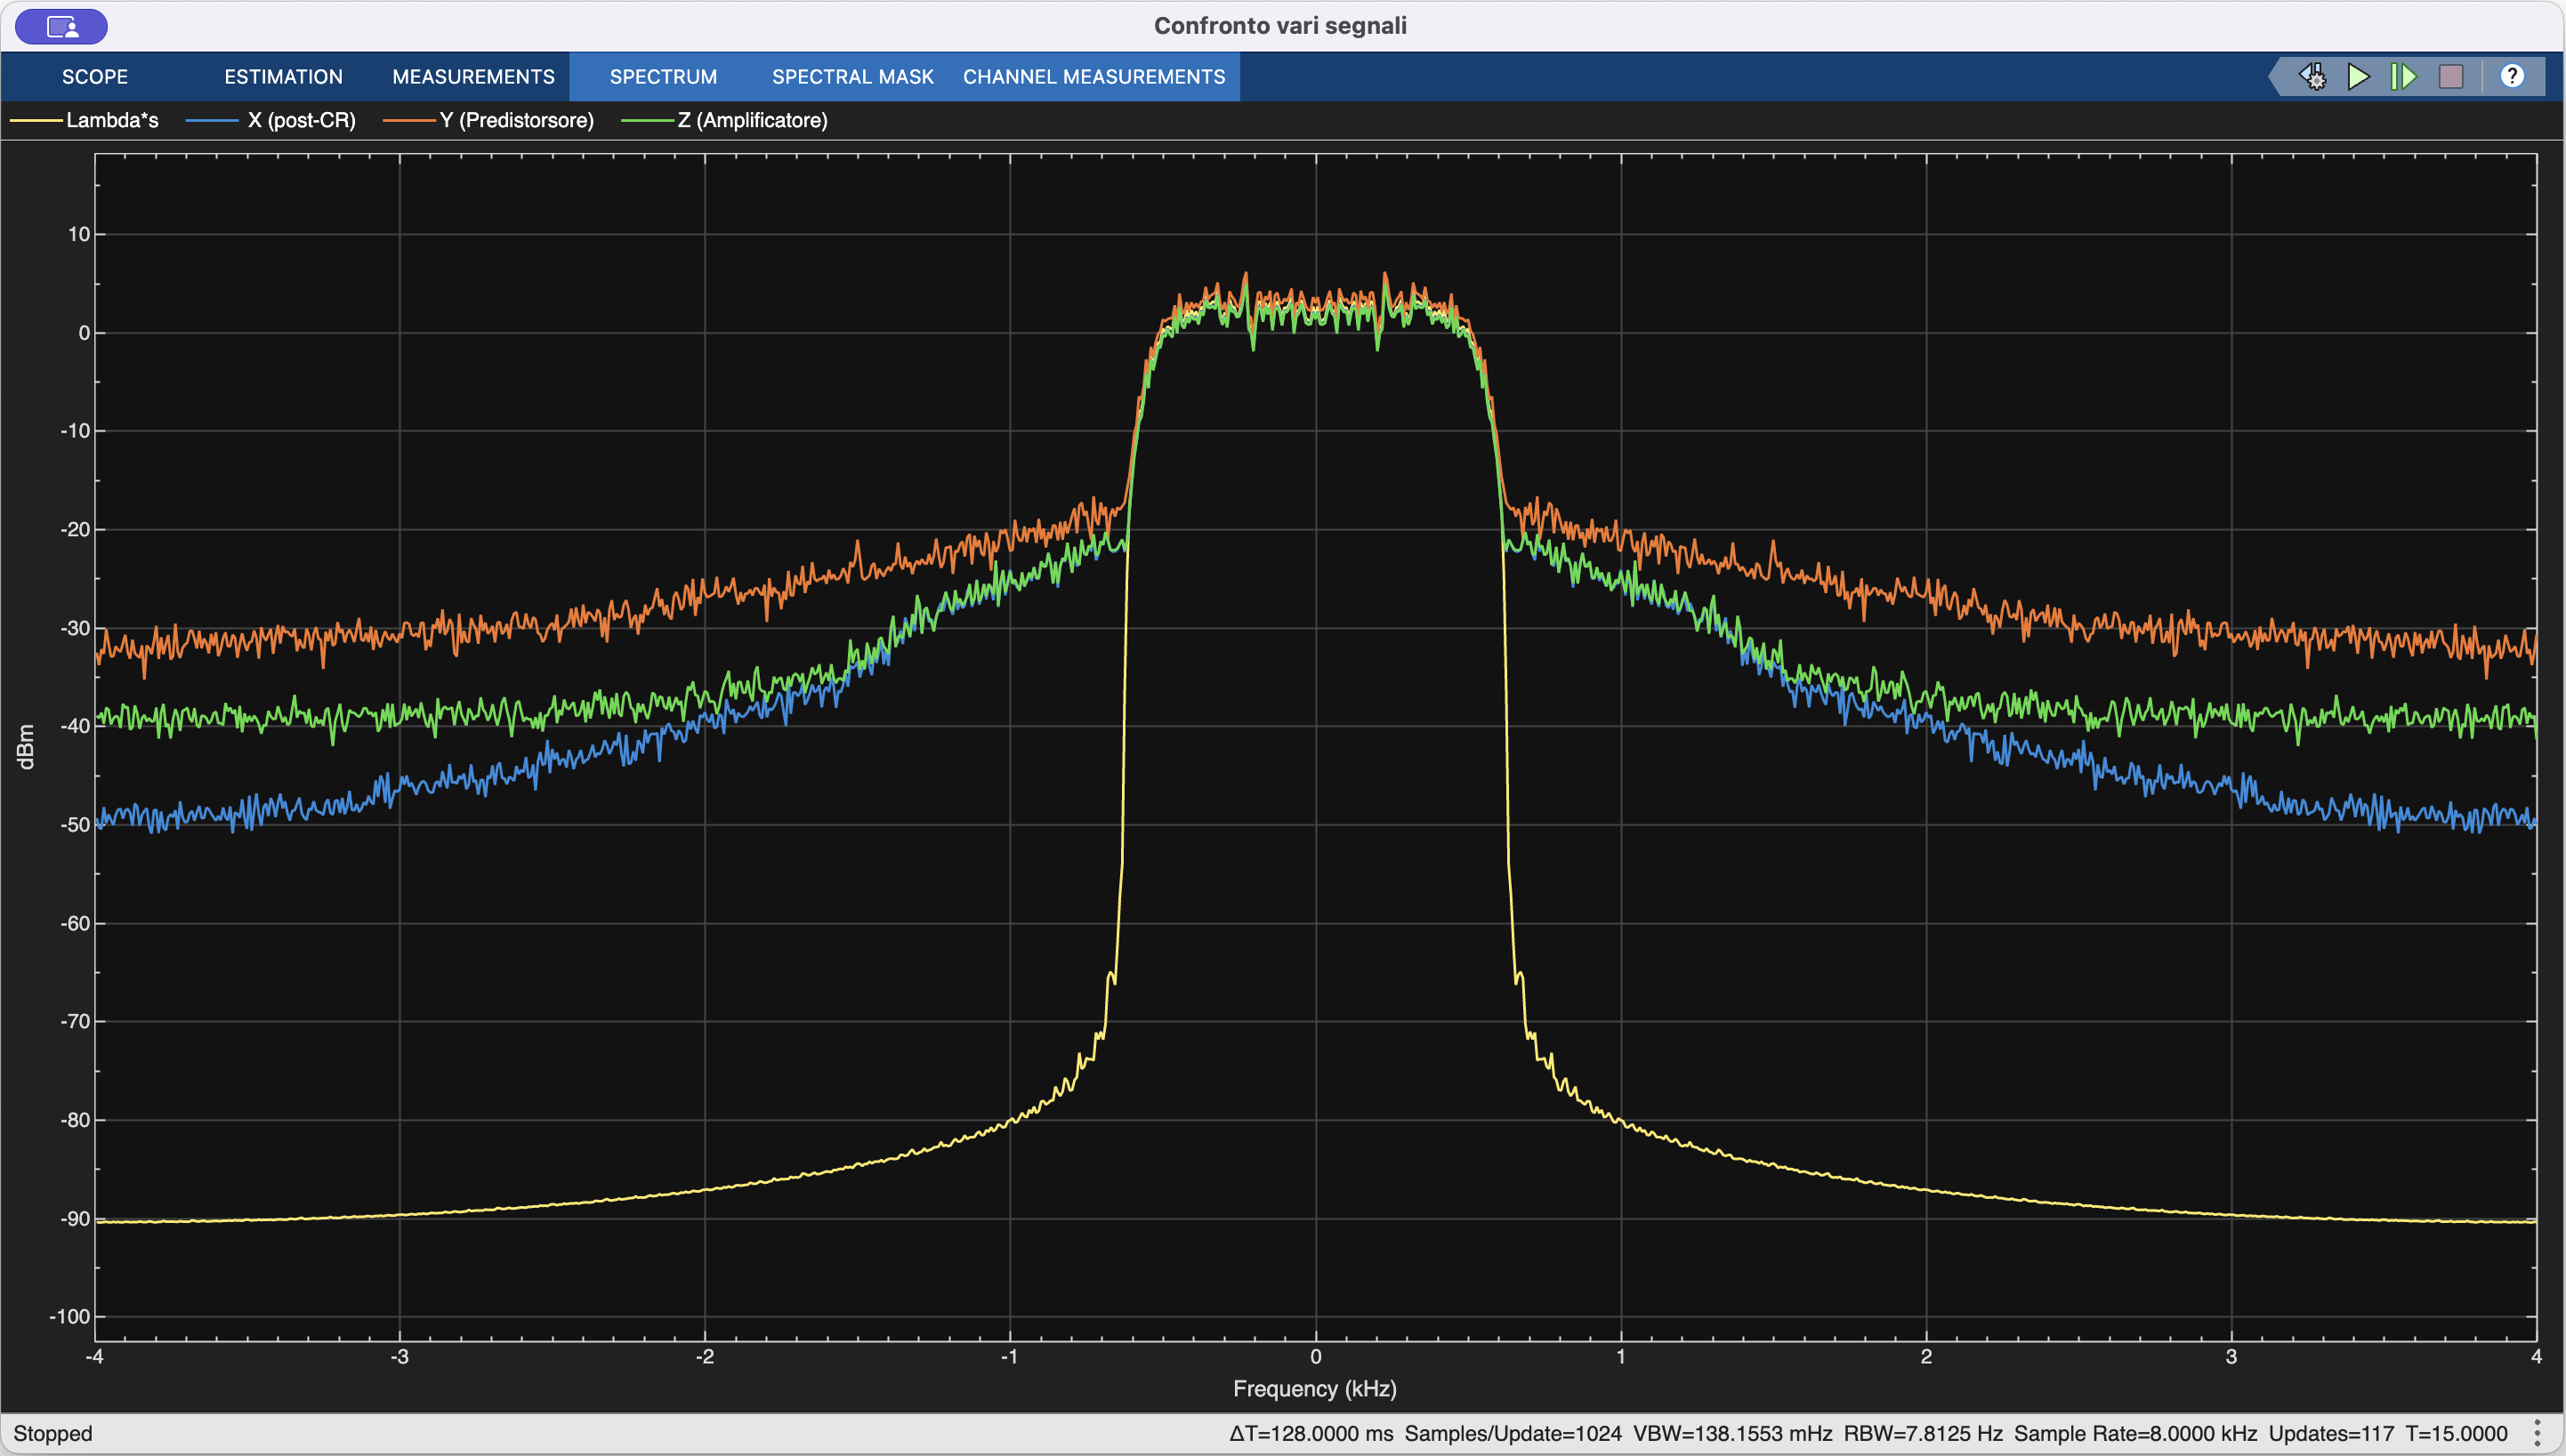 Confronto vari segnali
SCOPE ESTIMATION MEASUREMENTS SPECTRUM SPECTRAL MASK CHANNEL MEASUREMENTS ?
Lambda*s X (post-CR) Y (Predistorsore) Z (Amplificatore)
10
0
-10
-20
-30
-40
-50
-60
-70
-80
-90
-100
dBm
-4 -3 -2 -1 0 1 2 3 4
Frequency (kHz)
Stopped ΔT=128.0000 ms Samples/Update=1024 VBW=138.1553 mHz RBW=7.8125 Hz Sample Rate=8.0000 kHz Updates=117 T=15.0000